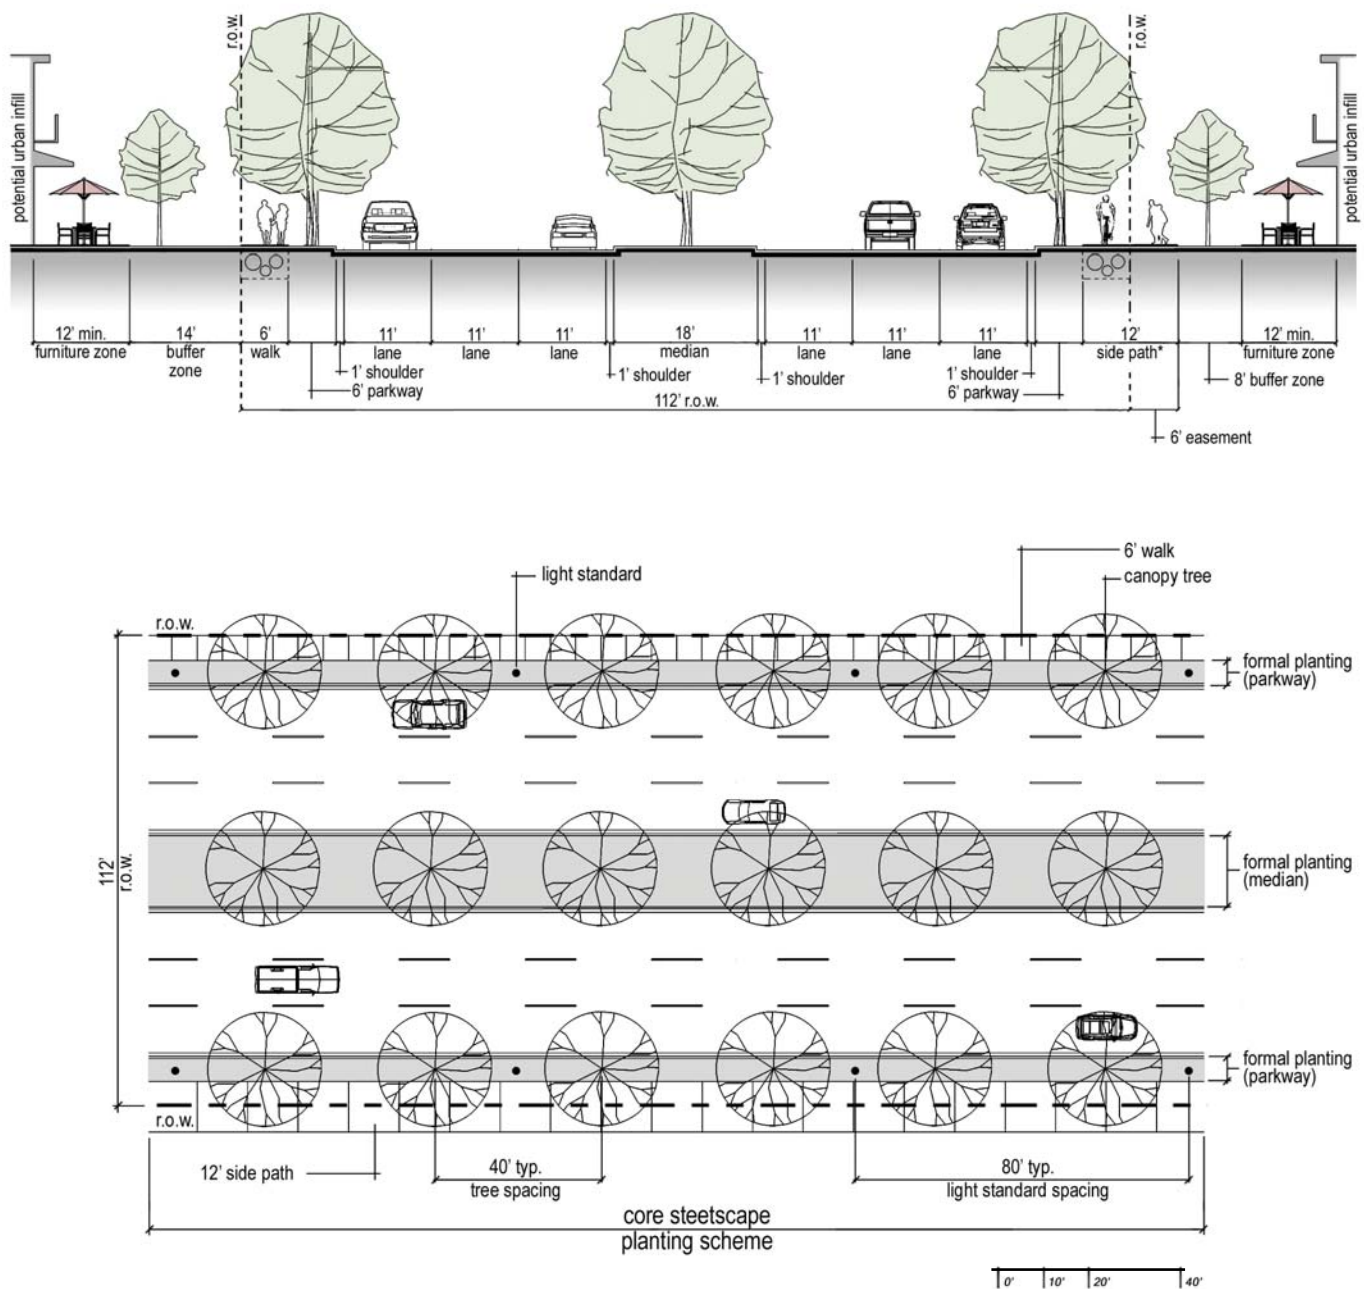 r.o.w.
r.o.w.
potential urban infill
potential urban infill
12' min.
furniture zone
14'
buffer
zone
6'
walk
11'
lane
11'
lane
11'
lane
18'
median
11'
lane
11'
lane
11'
lane
12'
side path*
12' min.
furniture zone
1' shoulder
6' parkway
1' shoulder
1' shoulder
1' shoulder
6' parkway
8' buffer zone
112' r.o.w.
6' easement
6' walk
light standard
canopy tree
r.o.w.
formal planting
(parkway)
112'
r.o.w.
formal planting
(median)
formal planting
(parkway)
r.o.w.
12' side path
40' typ.
tree spacing
80' typ.
light standard spacing
core steetscape
planting scheme
0'
10'
20'
40'